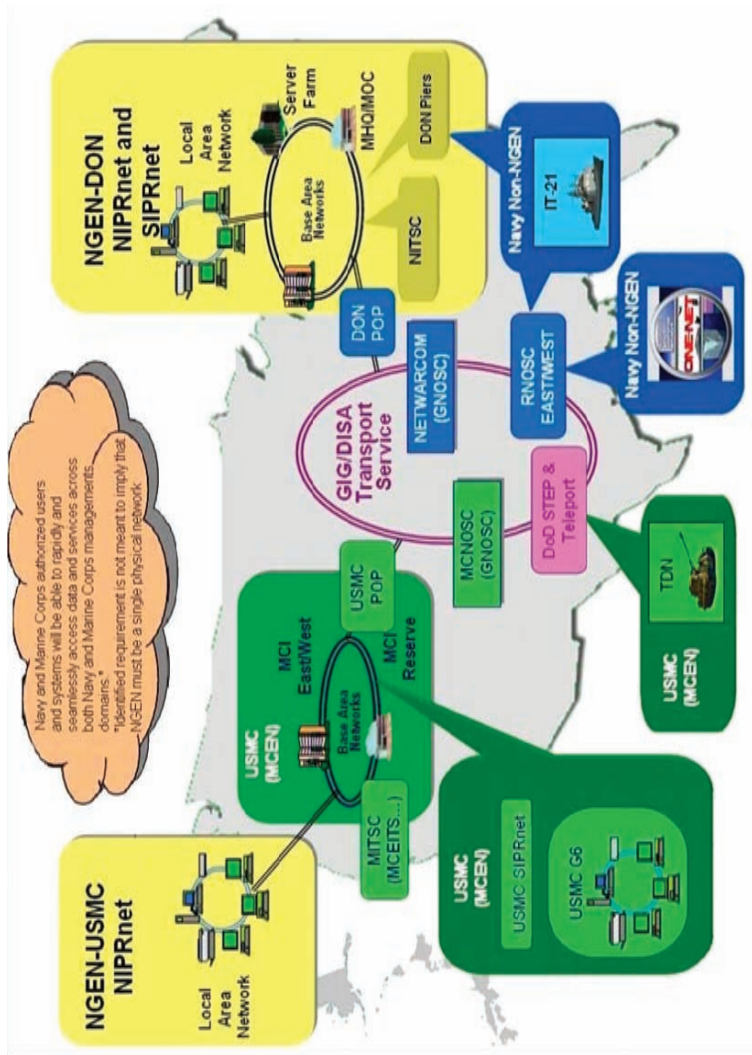 Navy and Marine Corps authorized users
and systems will be able to rapidly and
seamlessly access data and services across
both Navy and Marine Corps managements
domains.*
*Identified requirement is not meant to imply that
NGEN must be a single physical network
NGEN-USMC
NIPRnet
Local
Area
Network
USMC
(MCEN)
MCI
East/West
Base Area
Networks
MCI
Reserve
MITSC
(MCEITS...)
USMC
POP
GIG/DISA
Transport
Service
MCNOSC
(GNOSC)
NETWARCOM
(GNOSC)
DoD STEP &
Teleport
RNOSC
EAST/WEST
DON
POP
NGEN-DON
NIPRnet and
SIPRnet
Local
Area
Network
Server
Farm
Base Area
Networks
MHQ/MOC
NITSC
DON Piers
USMC
(MCEN)
USMC SIPRnet
USMC G6
USMC
(MCEN)
TDN
Navy Non-NGEN
ONE-NET
Navy Non-NGEN
IT-21